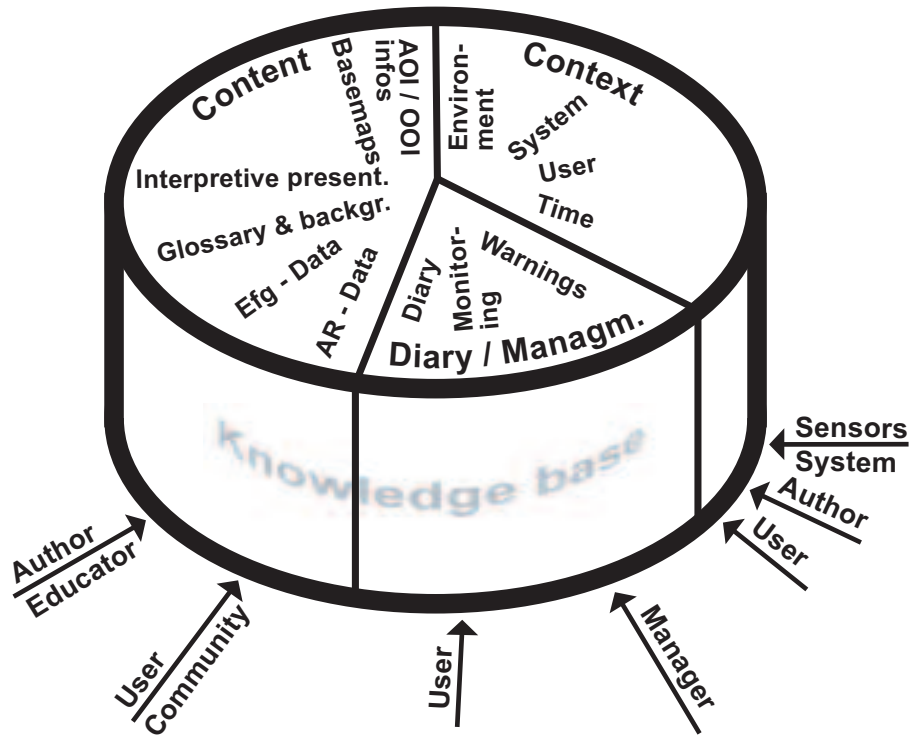 Content
Basemaps
AOI / OOI
infos
Interpretive present.
Glossary & backgr.
Efg - Data
AR - Data
Context
Environ-
ment
System
User
Time
Diary
Monitor-
ing
Warnings
Diary / Managm.
Knowledge base
Author
Educator
User
Community
User
Manager
User
Author
Sensors
System